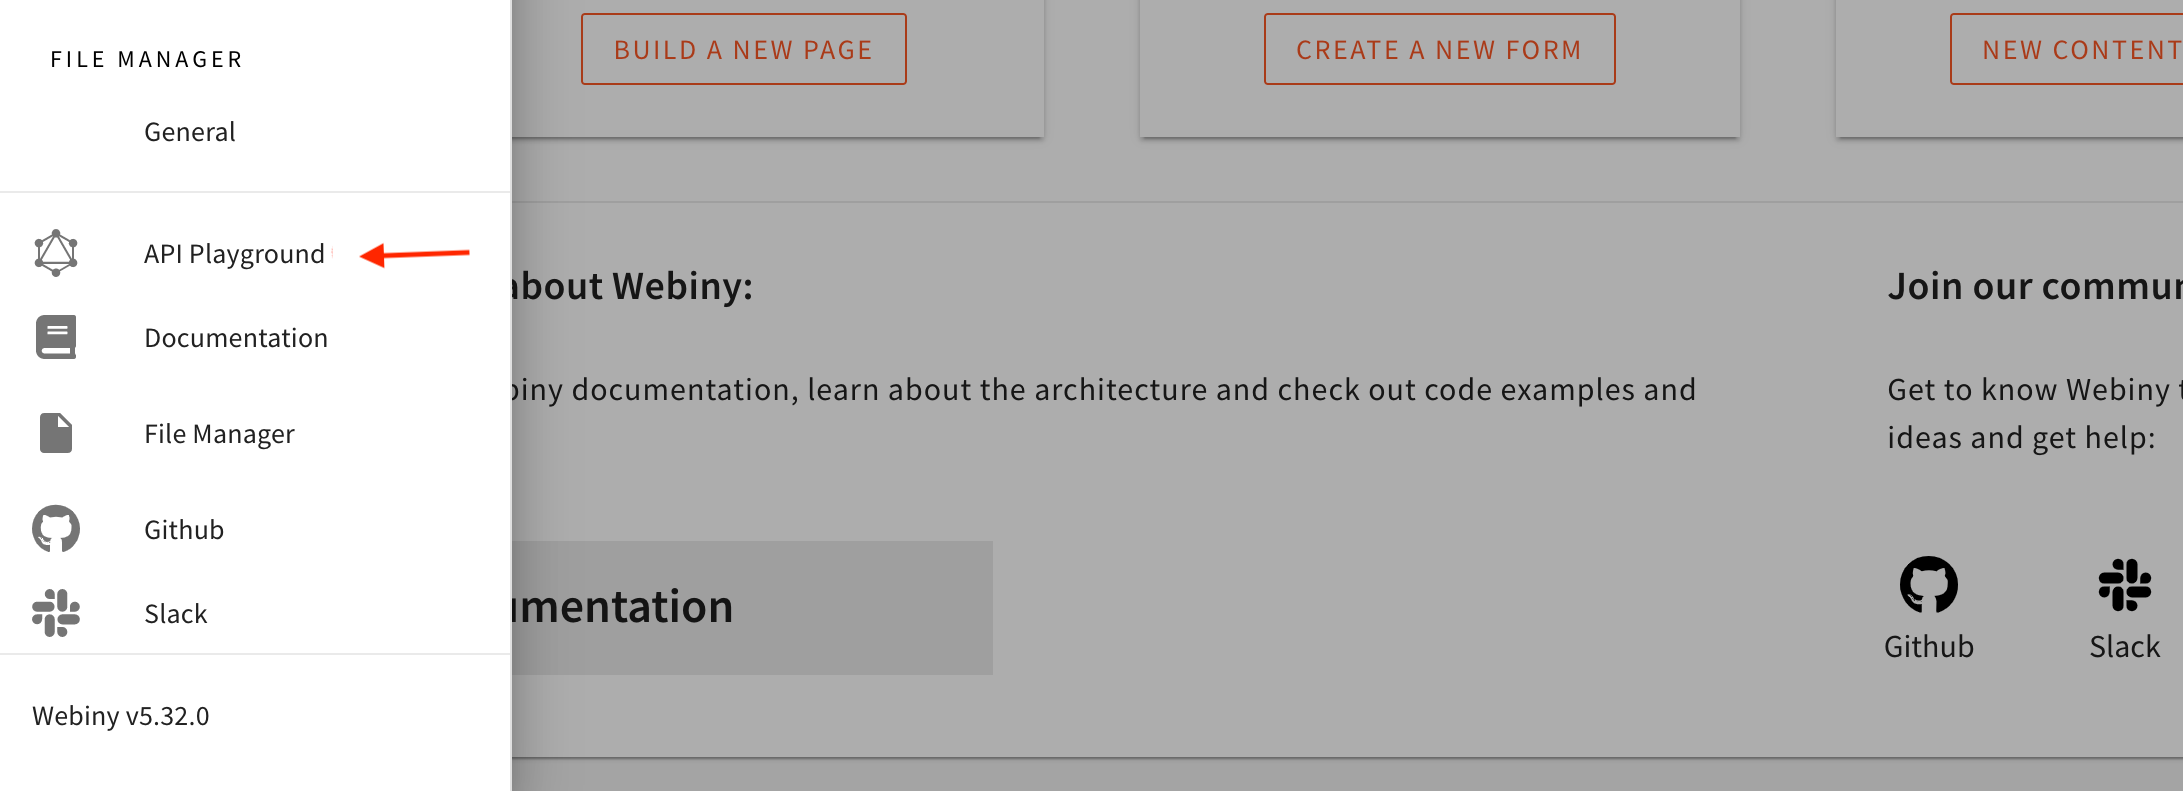 FILE MANAGER
General
API Playground
Documentation
File Manager
Github
Slack
Webiny v5.32.0
BUILD A NEW PAGE
CREATE A NEW FORM
NEW CONTENT
about Webiny:
biny documentation, learn about the architecture and check out code examples and
umentation
Join our commun
Get to know Webiny t
ideas and get help:
Github
Slack